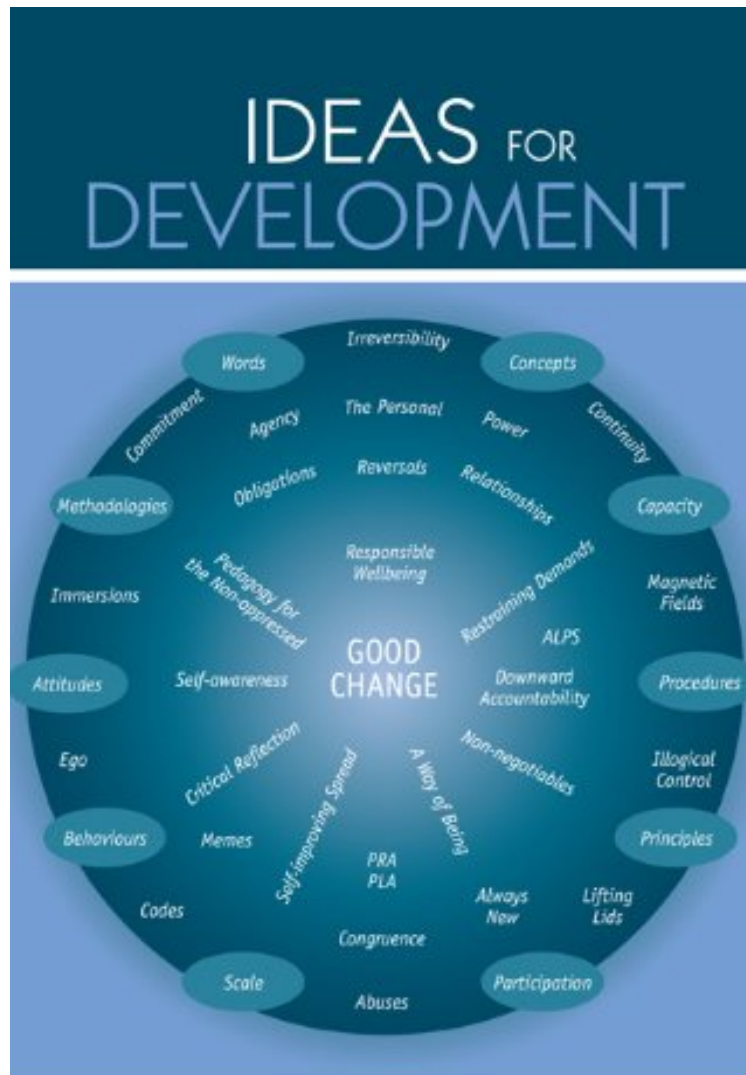 IDEAS FOR
DEVELOPMENT
Irreversibility
Words
Concepts
Commitment
Agency
The Personal
Power
Continuity
Obligations
Reversals
Relationships
Methodologies
Capacity
Responsible
Wellbeing
Pedagogy for
the Non-oppressed
Restraining Demands
Immersions
Magnetic
Fields
ALPS
GOOD
CHANGE
Attitudes
Self-awareness
Downward
Accountability
Procedures
Ego
Critical Reflection
Non-negotiables
Illogical
Control
Self-improving Spread
A Way of Being
Behaviours
Memes
Principles
PRA
PLA
Codes
Always
New
Lifting
Lids
Congruence
Scale
Participation
Abuses